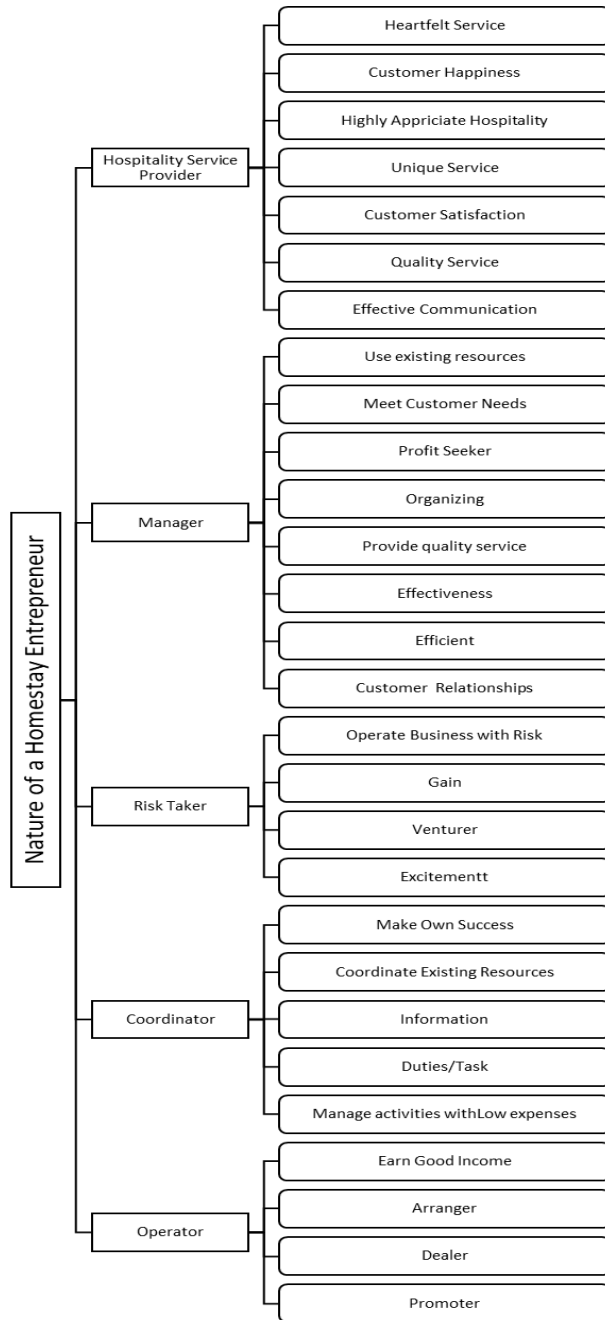 Nature of a Homestay Entrepreneur
Hospitality Service
Provider
Heartfelt Service
Customer Happiness
Highly Appriciate Hospitality
Unique Service
Customer Satisfaction
Quality Service
Effective Communication
Manager
Use existing resources
Meet Customer Needs
Profit Seeker
Organizing
Provide quality service
Effectiveness
Efficient
Customer Relationships
Risk Taker
Operate Business with Risk
Gain
Venturer
Excitementt
Coordinator
Make Own Success
Coordinate Existing Resources
Information
Duties/Task
Manage activities withLow expenses
Operator
Earn Good Income
Arranger
Dealer
Promoter